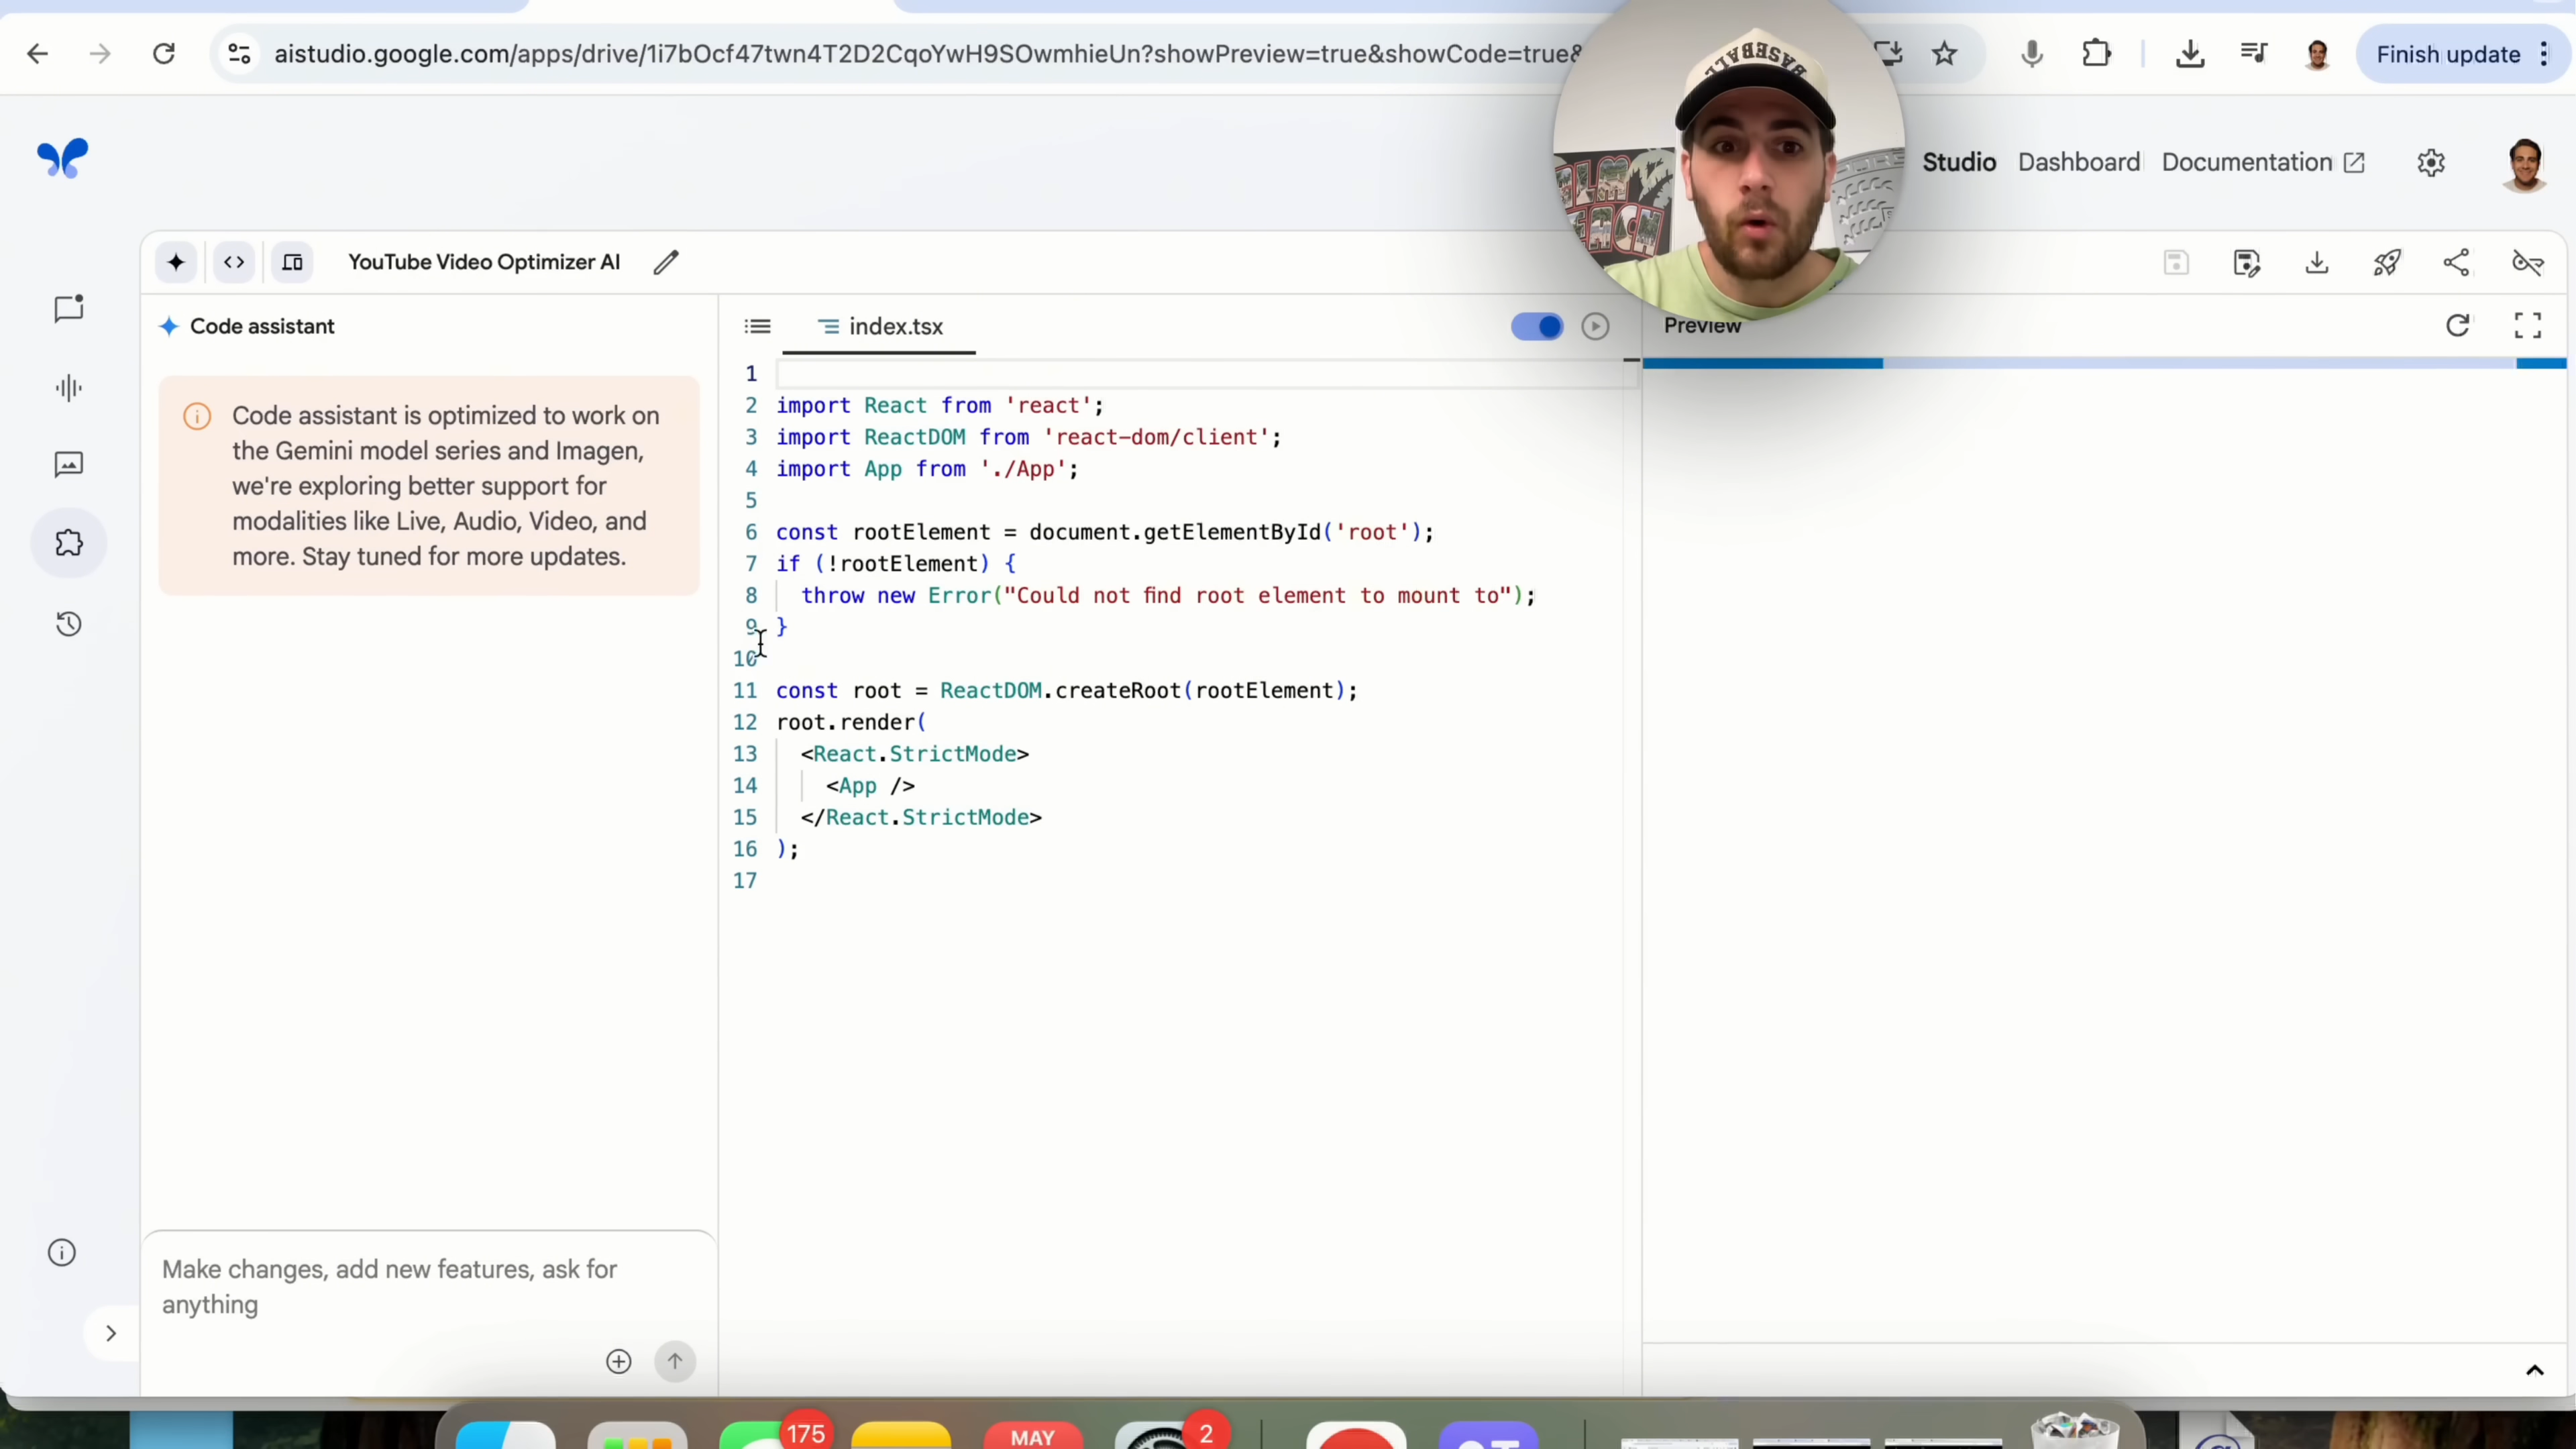 aistudio.google.com/apps/drive/1i7bOcf47twn4T2D2CqoYwH9SOwmhieUn?showPreview=true&showCode=true&
Finish update
BASEBALL
Studio Dashboard Documentation
YouTube Video Optimizer AI
Code assistant
index.tsx
Preview
Code assistant is optimized to work on
the Gemini model series and Imagen,
we're exploring better support for
modalities like Live, Audio, Video, and
more. Stay tuned for more updates.
1
2 import React from 'react';
3 import ReactDOM from 'react-dom/client';
4 import App from './App';
5
6 const rootElement = document.getElementById('root');
7 if (!rootElement) {
8 throw new Error("Could not find root element to mount to");
9 }
10
11 const root = ReactDOM.createRoot(rootElement);
12 root.render(
13 <React.StrictMode>
14 <App />
15 </React.StrictMode>
16 );
17
Make changes, add new features, ask for
anything
175
MAY
2